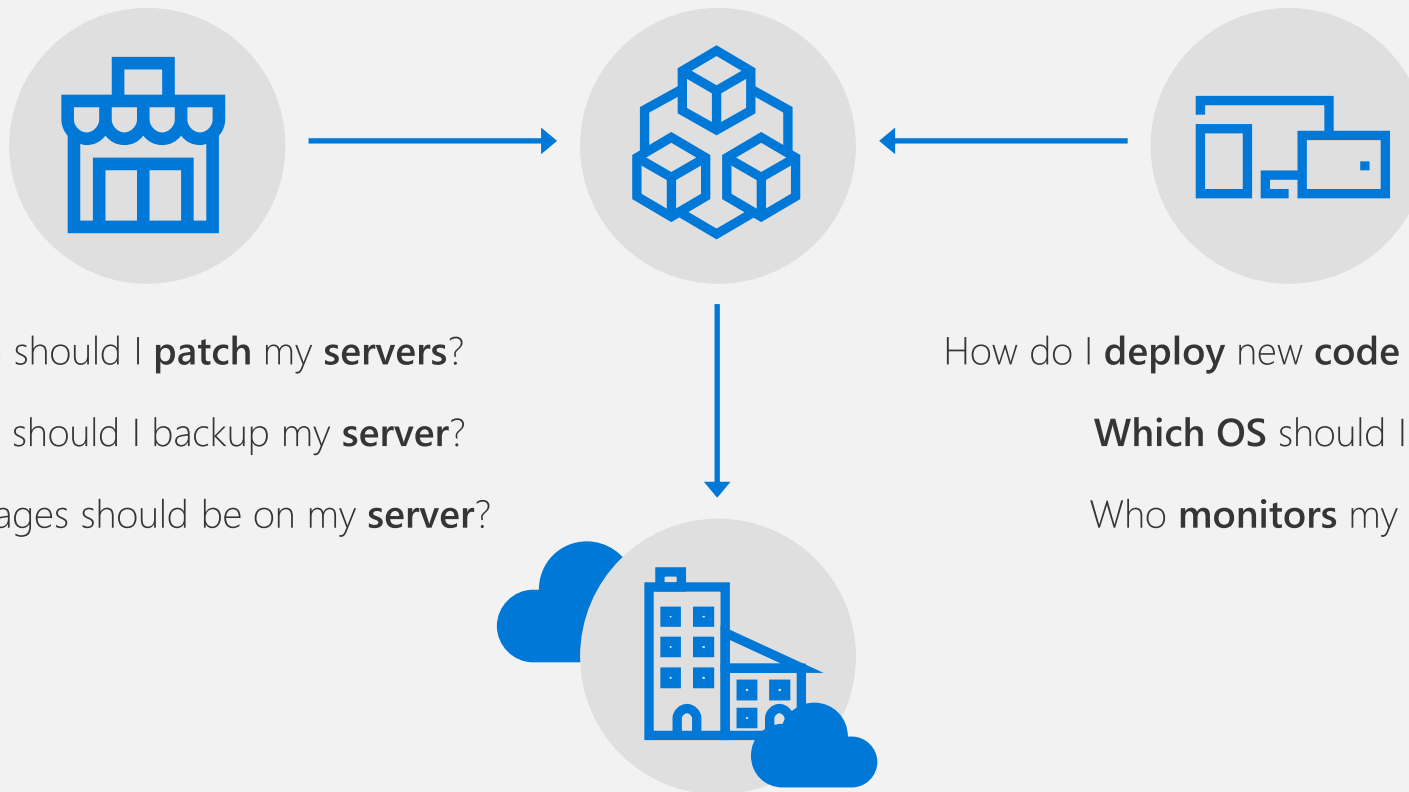 should I patch my servers?
should I backup my server?
ages should be on my server?
How do I deploy new code
Which OS should I
Who monitors my